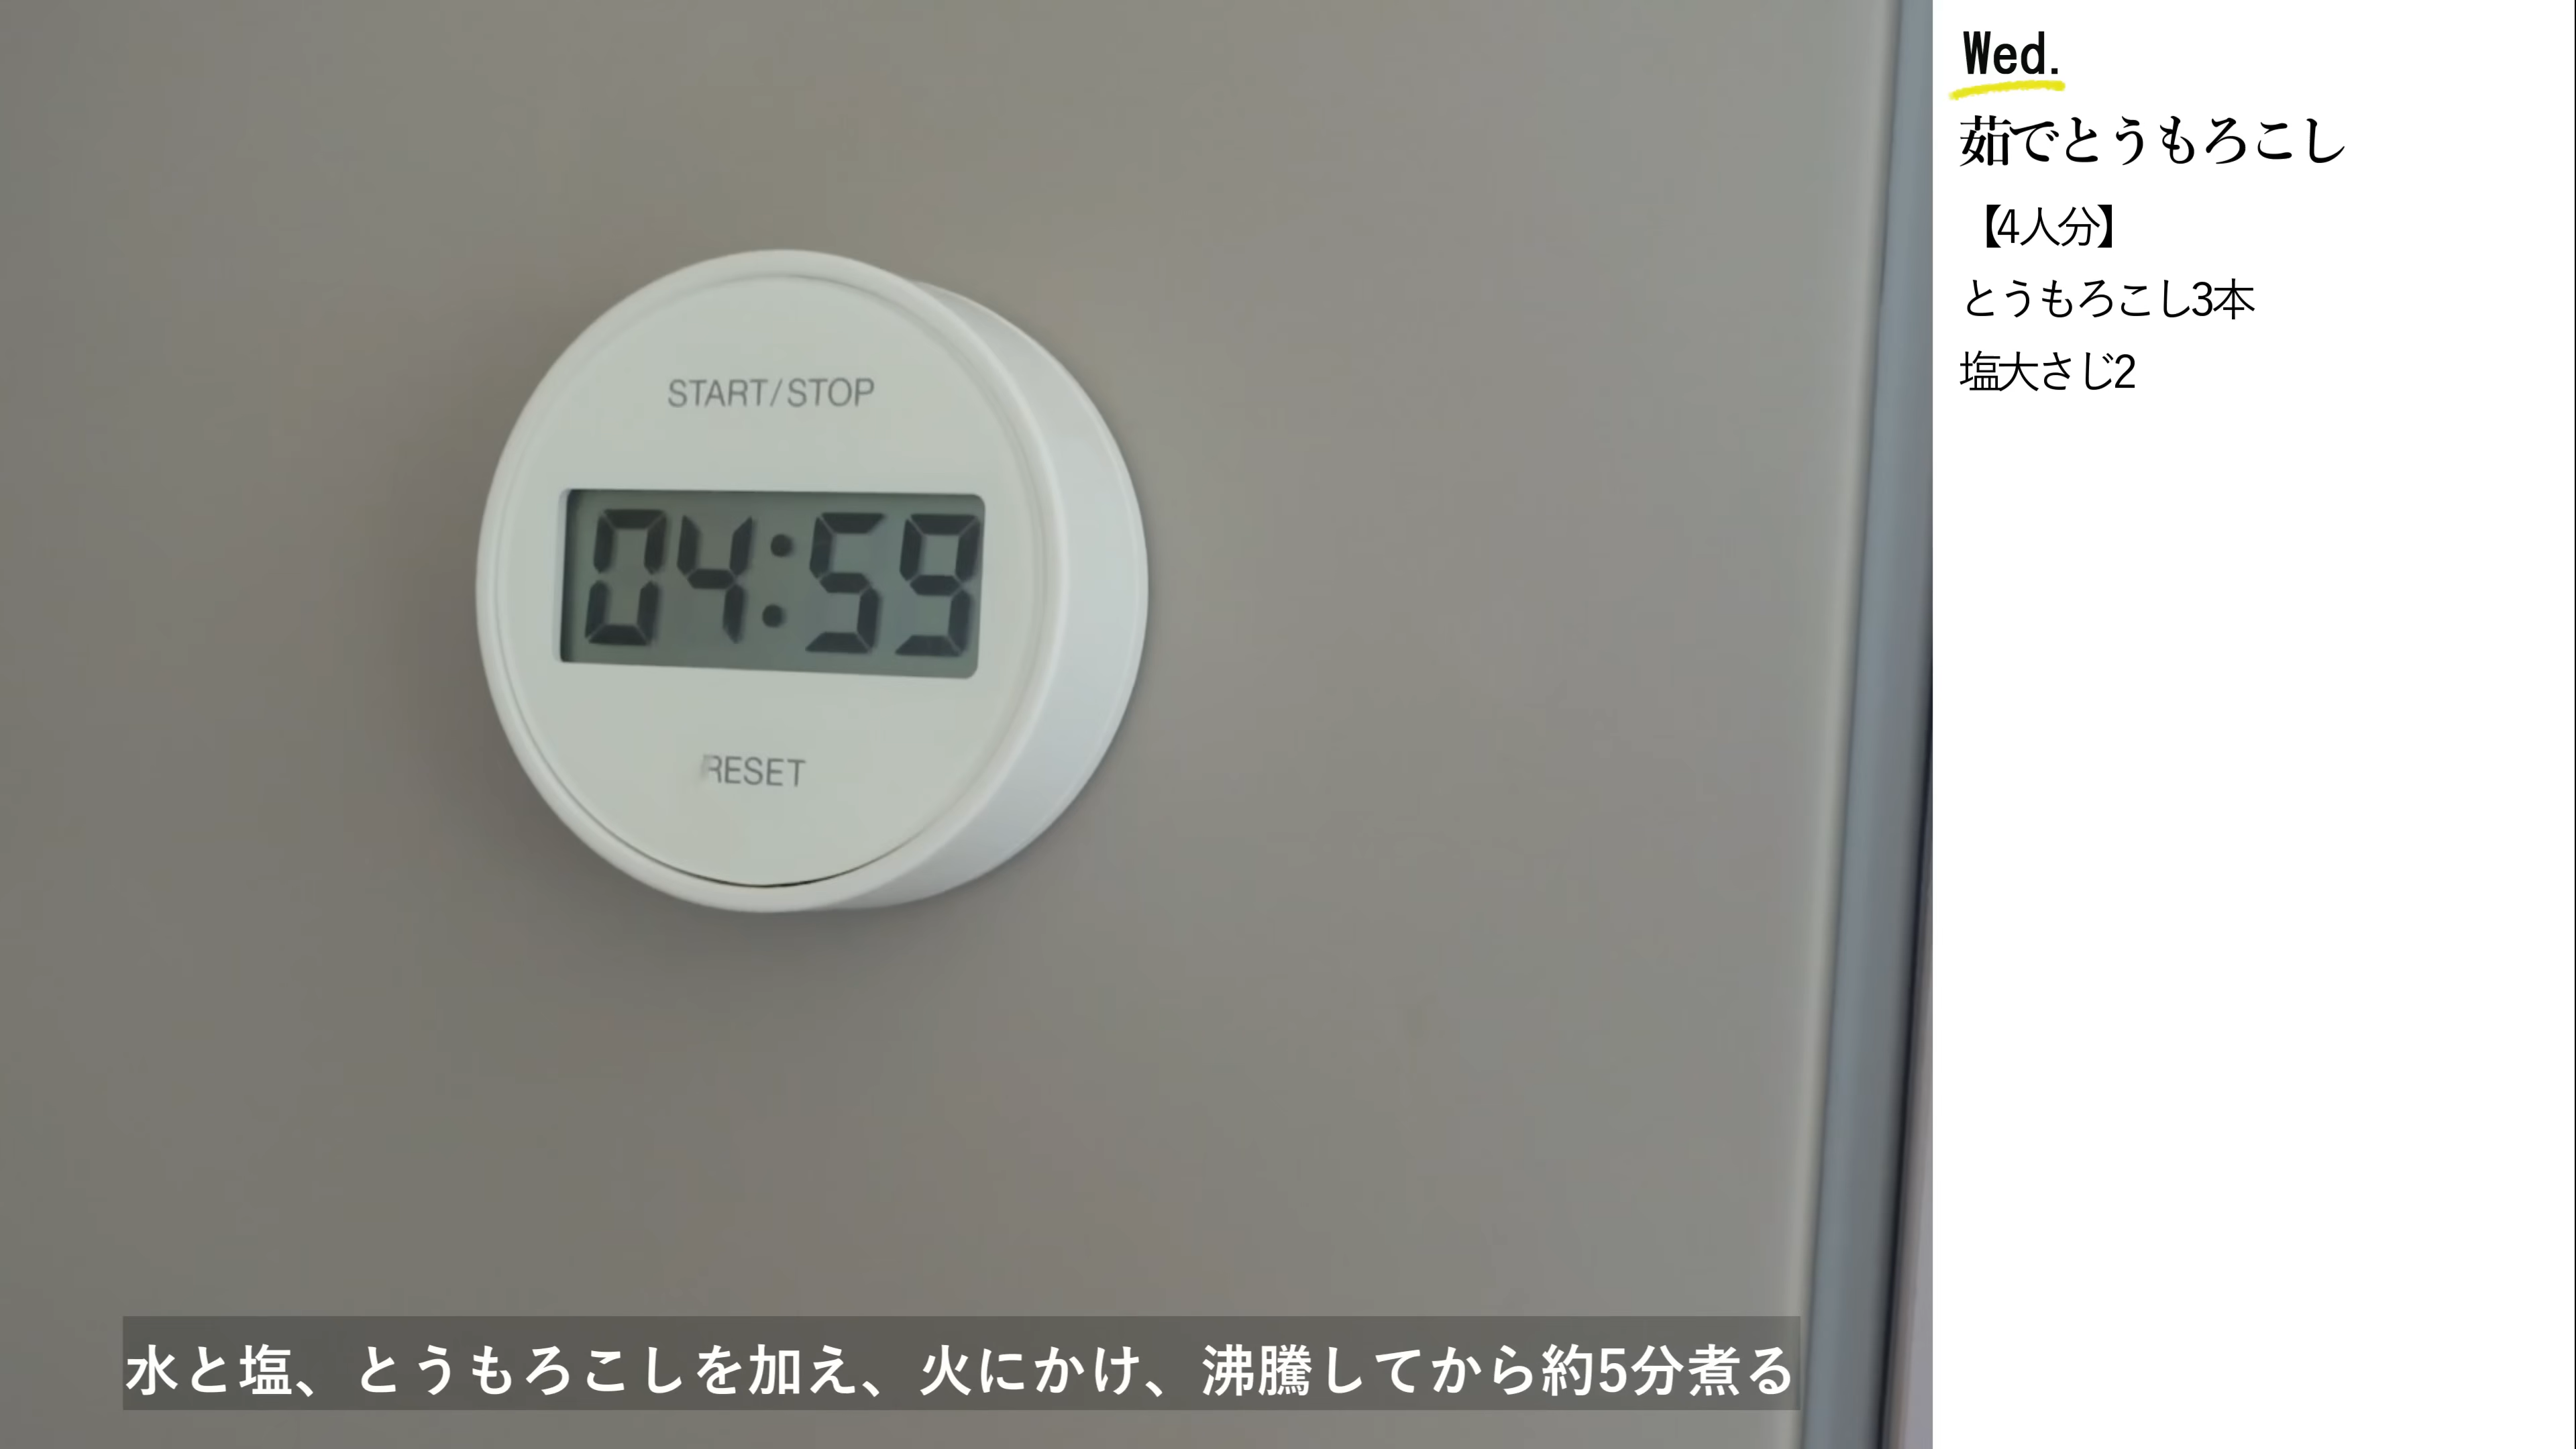 START/STOP
04:59
RESET
水と塩、とうもろこしを加え、火にかけ、沸騰してから約5分煮る
Wed.
茹でとうもろこし
【4人分】
とうもろこし3本
塩大さじ2